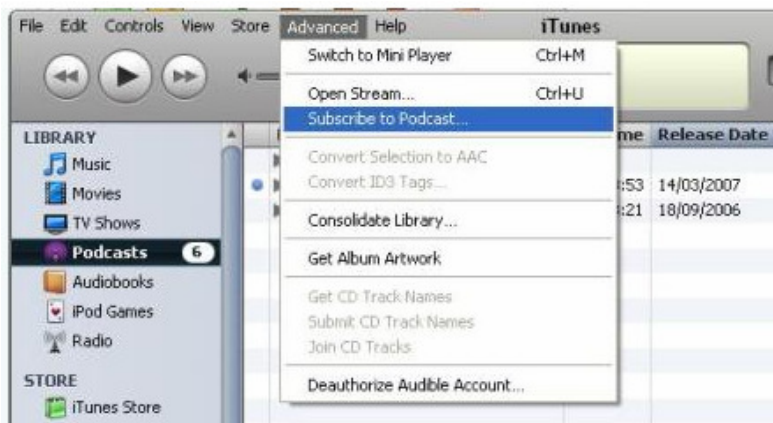 File Edit Controls View Store Advanced Help iTunes
Switch to Mini Player Ctrl+M
Open Stream... Ctrl+U
Subscribe to Podcast...
Convert Selection to AAC
Convert ID3 Tags...
Consolidate Library...
Get Album Artwork
Get CD Track Names
Submit CD Track Names
Join CD Tracks
Deauthorize Audible Account...
LIBRARY
Music
Movies
TV Shows
Podcasts 6
Audiobooks
iPod Games
Radio
STORE
iTunes Store
me Release Date
:53 14/03/2007
:21 18/09/2006